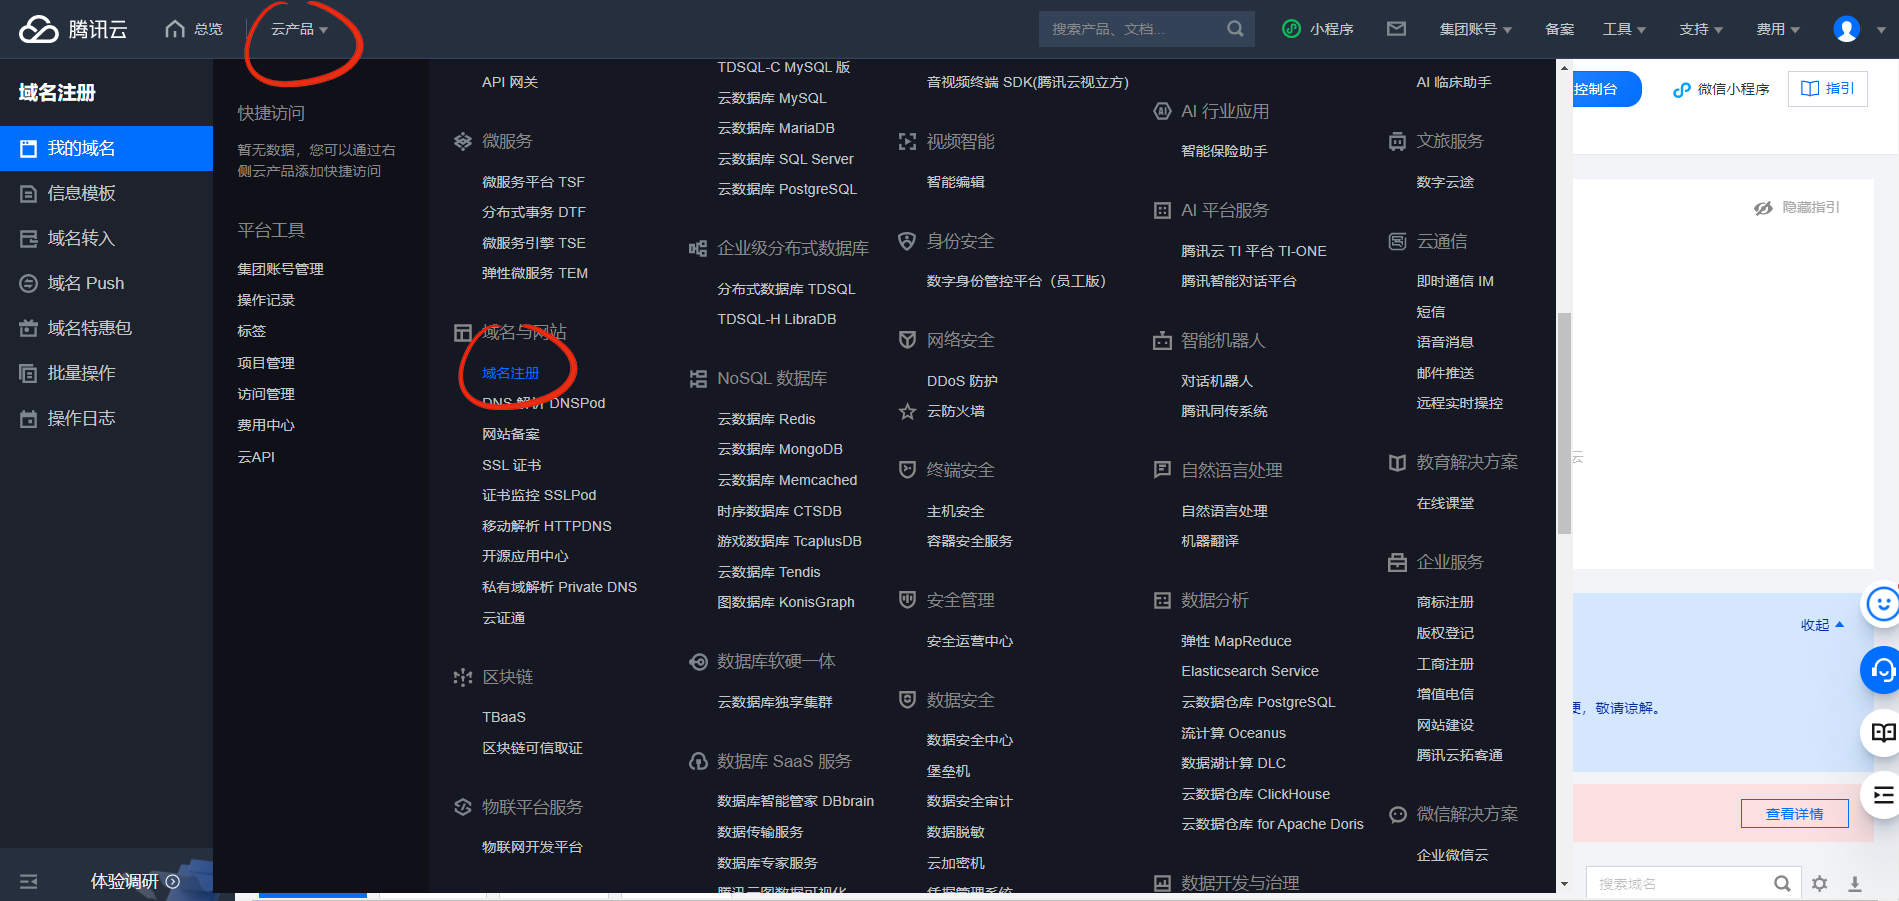 腾讯云
总览
云产品
搜索产品、文档...
小程序
集团账号
备案
工具
支持
费用
域名注册
我的域名
信息模板
域名转入
域名 Push
域名特惠包
批量操作
操作日志
体验调研
快捷访问
暂无数据，您可以通过右
侧云产品添加快捷访问
平台工具
集团账号管理
操作记录
标签
项目管理
访问管理
费用中心
云API
API 网关
微服务
微服务平台 TSF
分布式事务 DTF
微服务引擎 TSE
弹性微服务 TEM
域名与网站
域名注册
DNS 解析 DNSPod
网站备案
SSL 证书
证书监控 SSLPod
移动解析 HTTPDNS
开源应用中心
私有域解析 Private DNS
云证通
区块链
TBaaS
区块链可信取证
物联平台服务
物联网开发平台
TDSQL-C MySQL 版
云数据库 MySQL
云数据库 MariaDB
云数据库 SQL Server
云数据库 PostgreSQL
企业级分布式数据库
分布式数据库 TDSQL
TDSQL-H LibraDB
NoSQL 数据库
云数据库 Redis
云数据库 MongoDB
云数据库 Memcached
时序数据库 CTSDB
游戏数据库 TcaplusDB
云数据库 Tendis
图数据库 KonisGraph
数据库软硬一体
云数据库独享集群
数据库 SaaS 服务
数据库智能管家 DBbrain
数据传输服务
数据库专家服务
腾讯云图数据可视化
音视频终端 SDK(腾讯云视立方)
视频智能
智能编辑
身份安全
数字身份管控平台（员工版）
网络安全
DDoS 防护
云防火墙
终端安全
主机安全
容器安全服务
安全管理
安全运营中心
数据安全
数据安全中心
堡垒机
数据安全审计
数据脱敏
云加密机
凭据管理系统
AI 行业应用
智能保险助手
AI 平台服务
腾讯云 TI 平台 TI-ONE
腾讯智能对话平台
智能机器人
对话机器人
腾讯同传系统
自然语言处理
自然语言处理
机器翻译
数据分析
弹性 MapReduce
Elasticsearch Service
云数据仓库 PostgreSQL
流计算 Oceanus
数据湖计算 DLC
云数据仓库 ClickHouse
云数据仓库 for Apache Doris
数据开发与治理
AI 临床助手
文旅服务
数字云途
云通信
即时通信 IM
短信
语音消息
邮件推送
远程实时操控
教育解决方案
在线课堂
企业服务
商标注册
版权登记
工商注册
增值电信
网站建设
腾讯云拓客通
微信解决方案
企业微信云
控制台
微信小程序
指引
隐藏指引
云
收起
更，敬请谅解。
查看详情
搜索域名